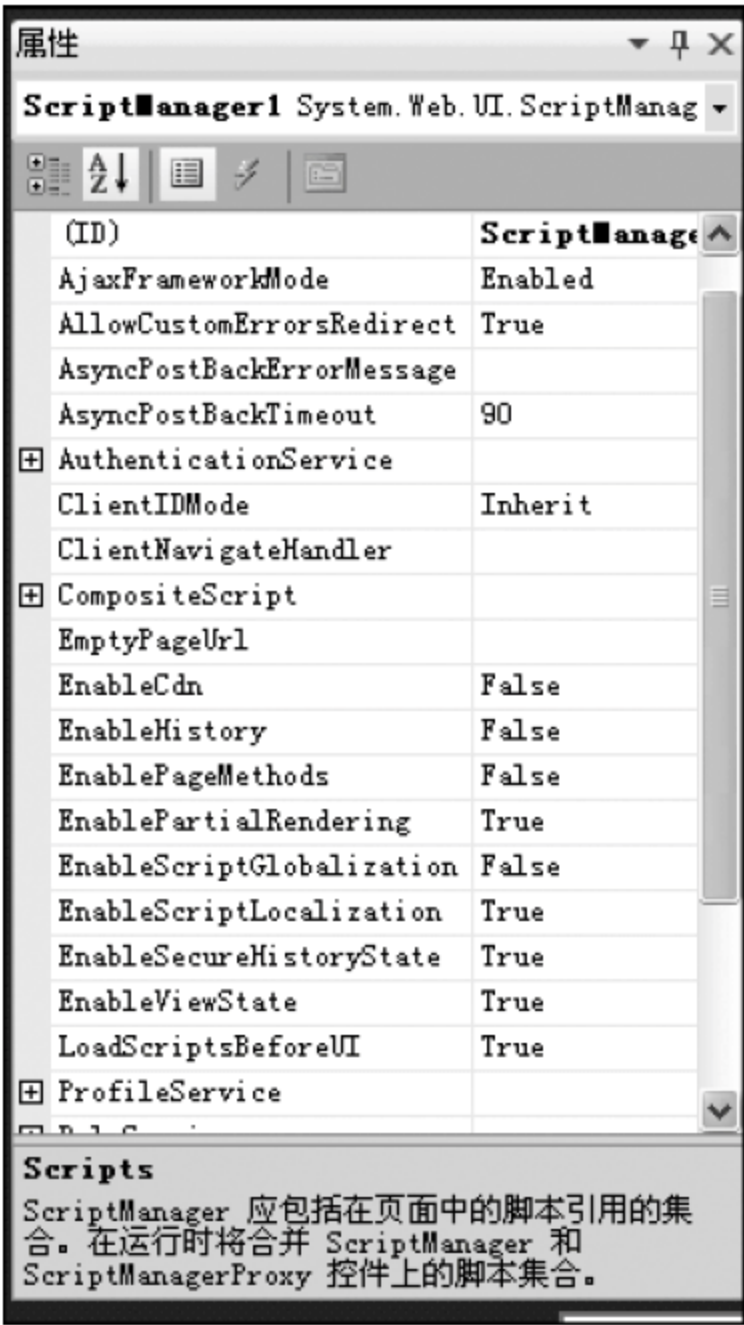 属性
ScriptManager1 System.Web.UI.ScriptManag
(ID) ScriptManage
AjaxFrameworkMode Enabled
AllowCustomErrorsRedirect True
AsyncPostBackErrorMessage
AsyncPostBackTimeout 90
AuthenticationService
ClientIDMode Inherit
ClientNavigateHandler
CompositeScript
EmptyPageUrl
EnableCdn False
EnableHistory False
EnablePageMethods False
EnablePartialRendering True
EnableScriptGlobalization False
EnableScriptLocalization True
EnableSecureHistoryState True
EnableViewState True
LoadScriptsBeforeUI True
ProfileService
Scripts
ScriptManager 应包括在页面中的脚本引用的集
合。在运行时将合并 ScriptManager 和
ScriptManagerProxy 控件上的脚本集合。